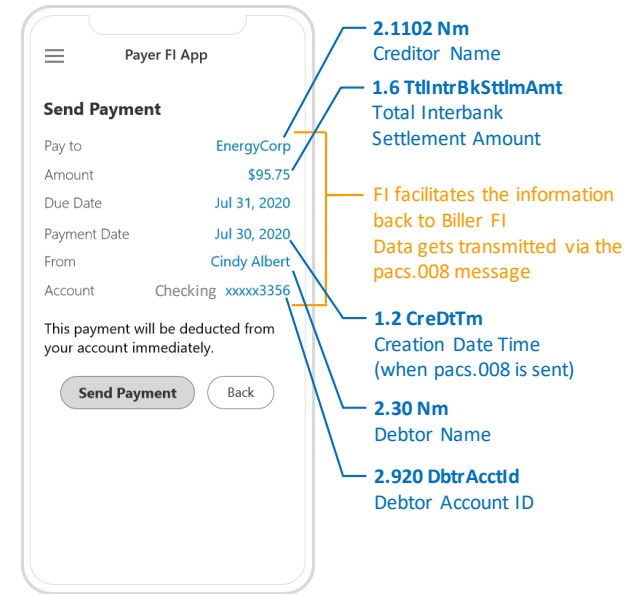 Payer FI App
Send Payment
Pay to EnergyCorp
Amount $95.75
Due Date Jul 31, 2020
Payment Date Jul 30, 2020
From Cindy Albert
Account Checking xxxxx3356
This payment will be deducted from
your account immediately.
Send Payment Back
2.1102 Nm
Creditor Name
1.6 TtlIntrBkSttlmAmt
Total Interbank
Settlement Amount
FI facilitates the information
back to Biller FI
Data gets transmitted via the
pacs.008 message
1.2 CreDtTm
Creation Date Time
(when pacs.008 is sent)
2.30 Nm
Debtor Name
2.920 DbtrAcctId
Debtor Account ID